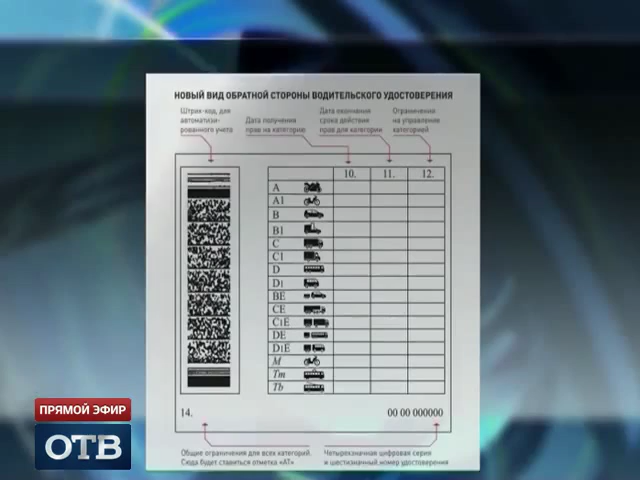 НОВЫЙ ВИД ОБРАТНОЙ СТОРОНЫ ВОДИТЕЛЬСКОГО УДОСТОВЕРЕНИЯ
Штрих-код, для
автоматизи-
рованного учета
Дата получения
прав на категорию
Дата окончания
срока действия
прав для категории
Ограничения
на управление
категорией
10. 11. 12.
A
A1
B
B1
C
C1
D
D1
BE
CE
C1E
DE
D1E
M
Tm
Tb
14. 00 00 000000
Общие ограничения для всех категорий.
Сюда будет ставиться отметка «АТ»
Четырехзначная цифровая серия
и шестизначный номер удостоверения
ПРЯМОЙ ЭФИР
ОТВ